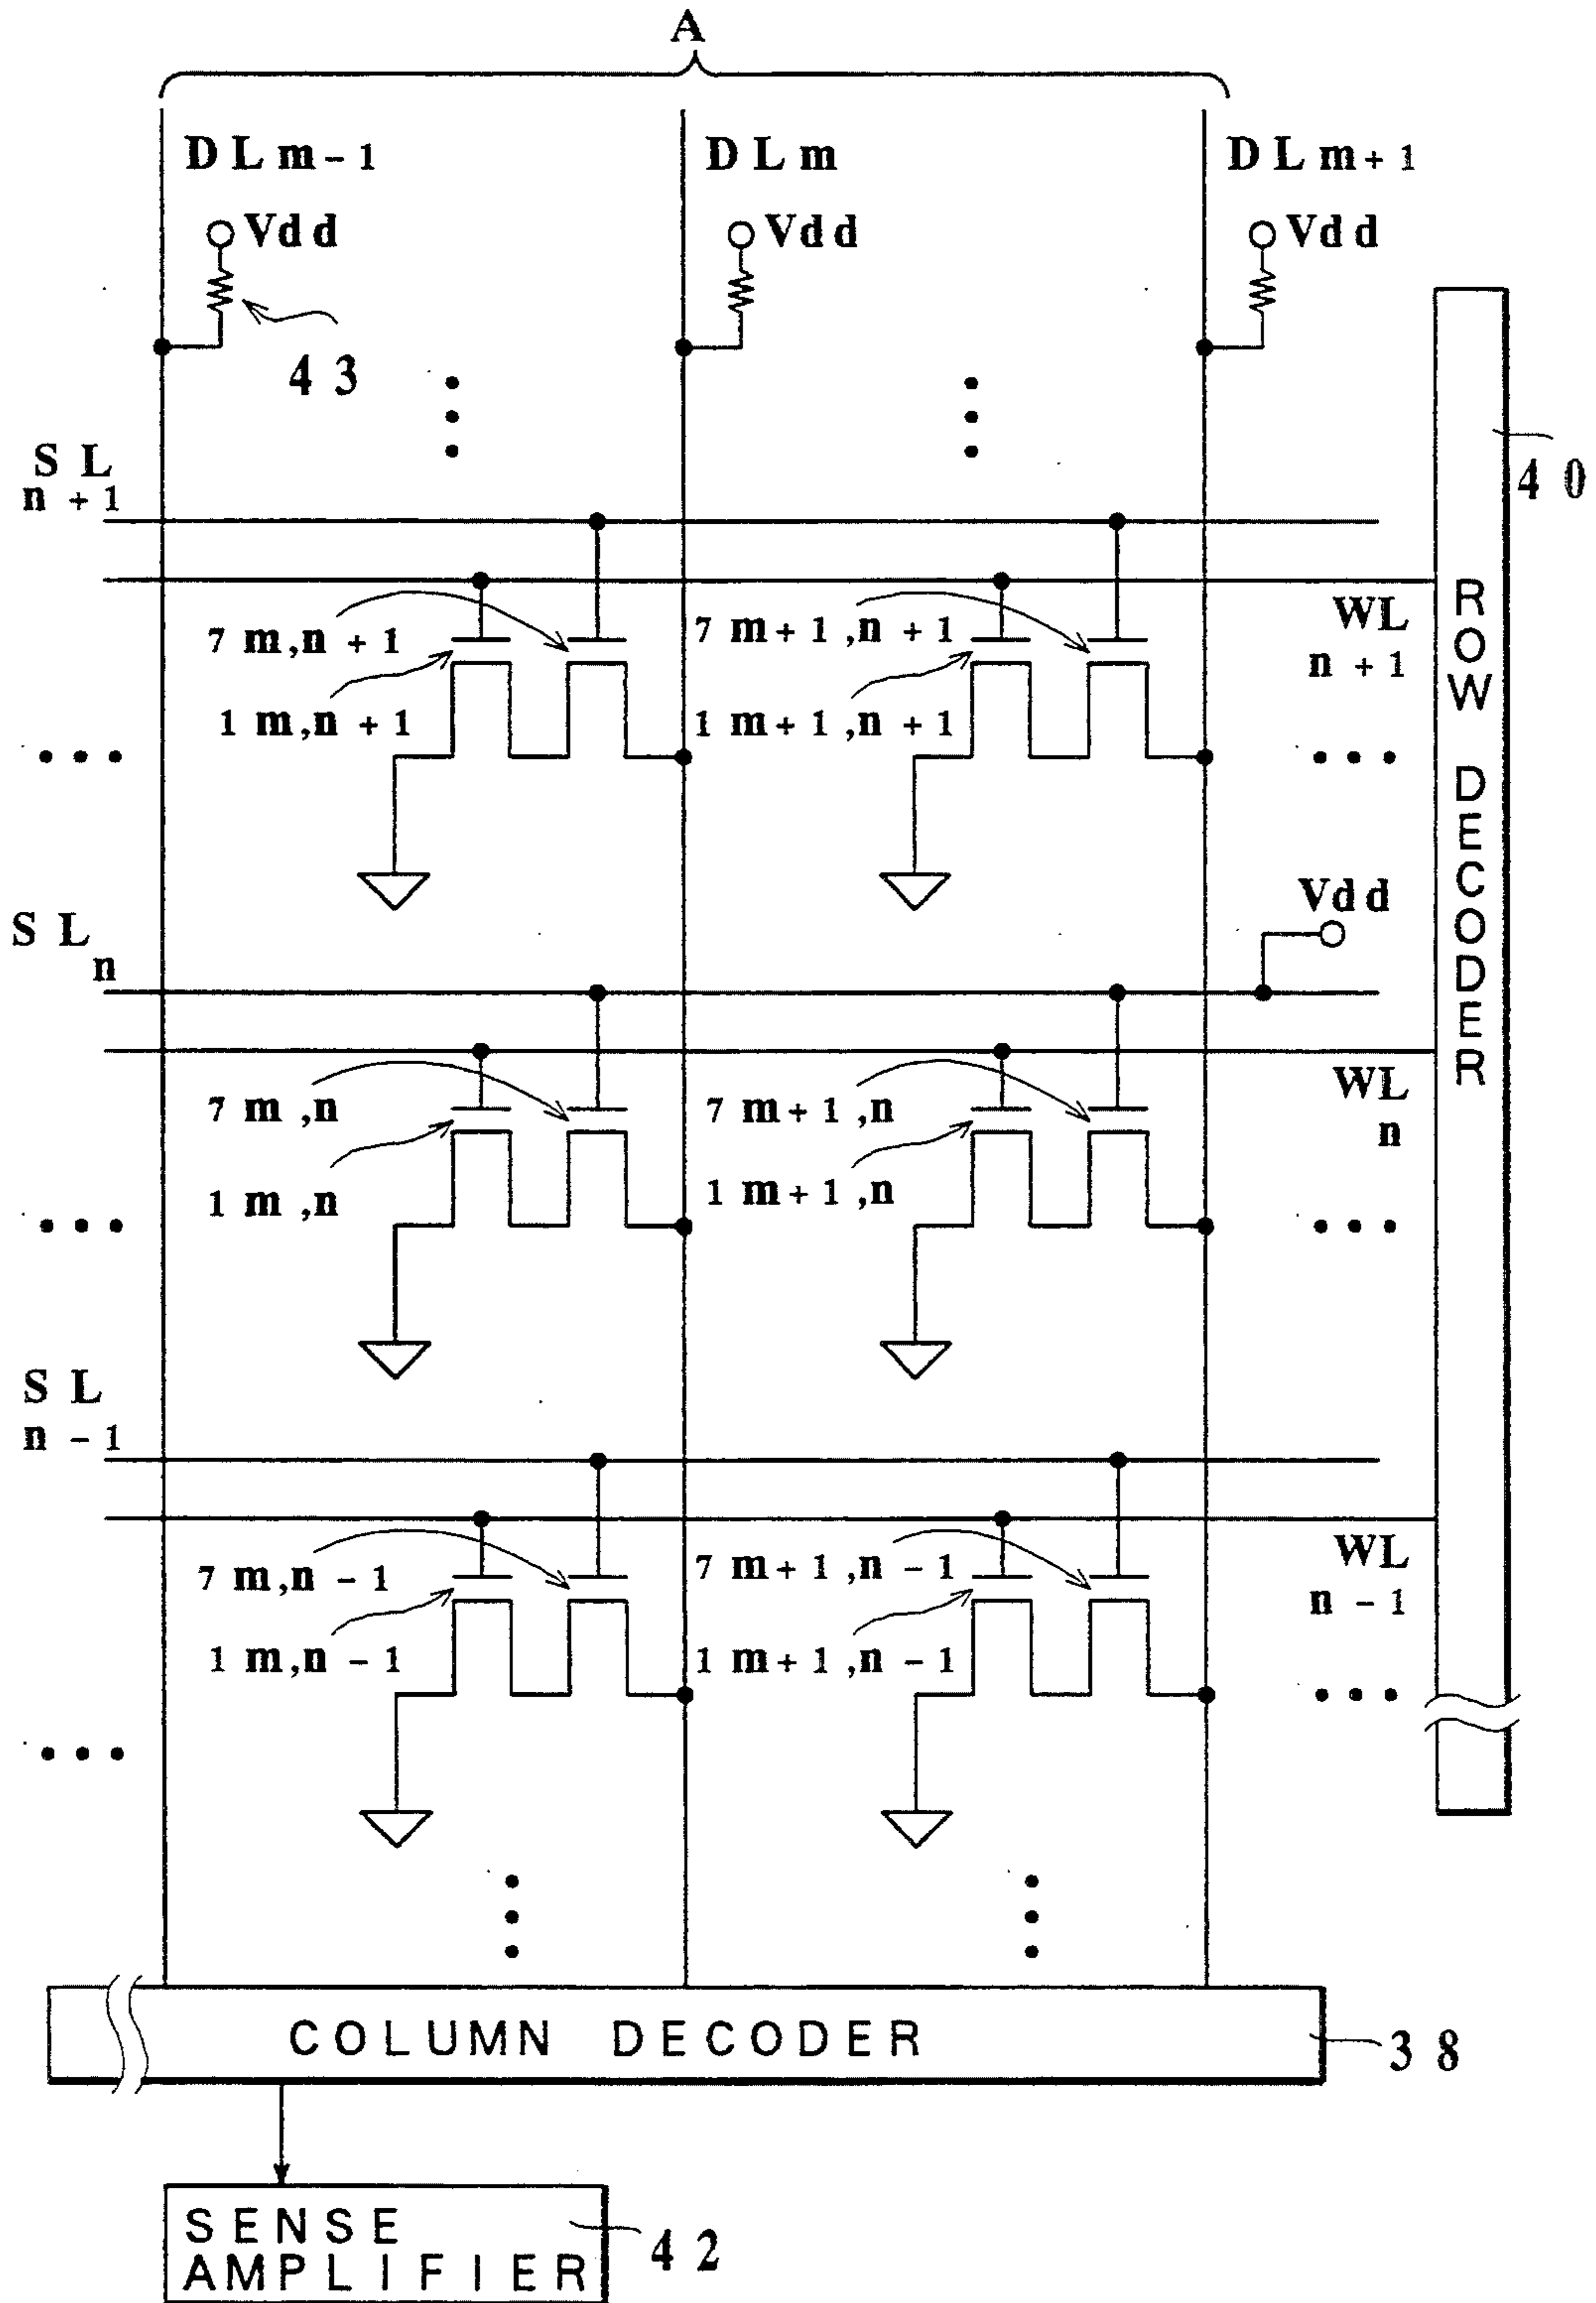 A
DLm-1 DLm DLm+1
Vdd Vdd Vdd
43
SL
n+1
40
7 m,n+1 7 m+1,n+1 WL
n+1
1 m,n+1 1 m+1,n+1
ROW DECODER
Vdd
SL
n
7 m,n 7 m+1,n WL
n
1 m,n 1 m+1,n
SL
n-1
7 m,n-1 7 m+1,n-1 WL
n-1
1 m,n-1 1 m+1,n-1
COLUMN DECODER 38
SENSE
AMPLIFIER 42